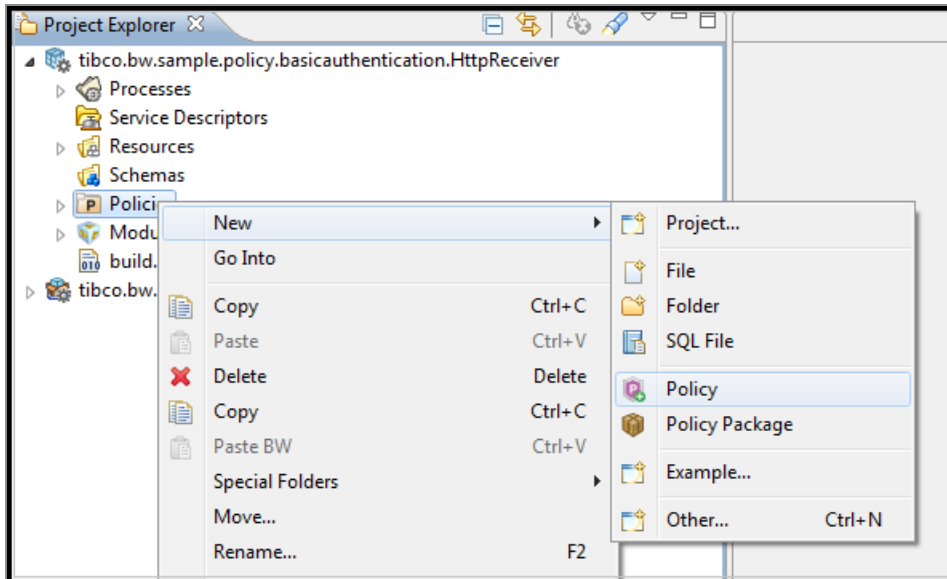 Project Explorer
tibco.bw.sample.policy.basicauthentication.HttpReceiver
Processes
Service Descriptors
Resources
Schemas
Polici
Modu
build.
tibco.bw.
New
Go Into
Copy Ctrl+C
Paste Ctrl+V
Delete Delete
Copy Ctrl+C
Paste BW Ctrl+V
Special Folders
Move...
Rename... F2
Project...
File
Folder
SQL File
Policy
Policy Package
Example...
Other... Ctrl+N